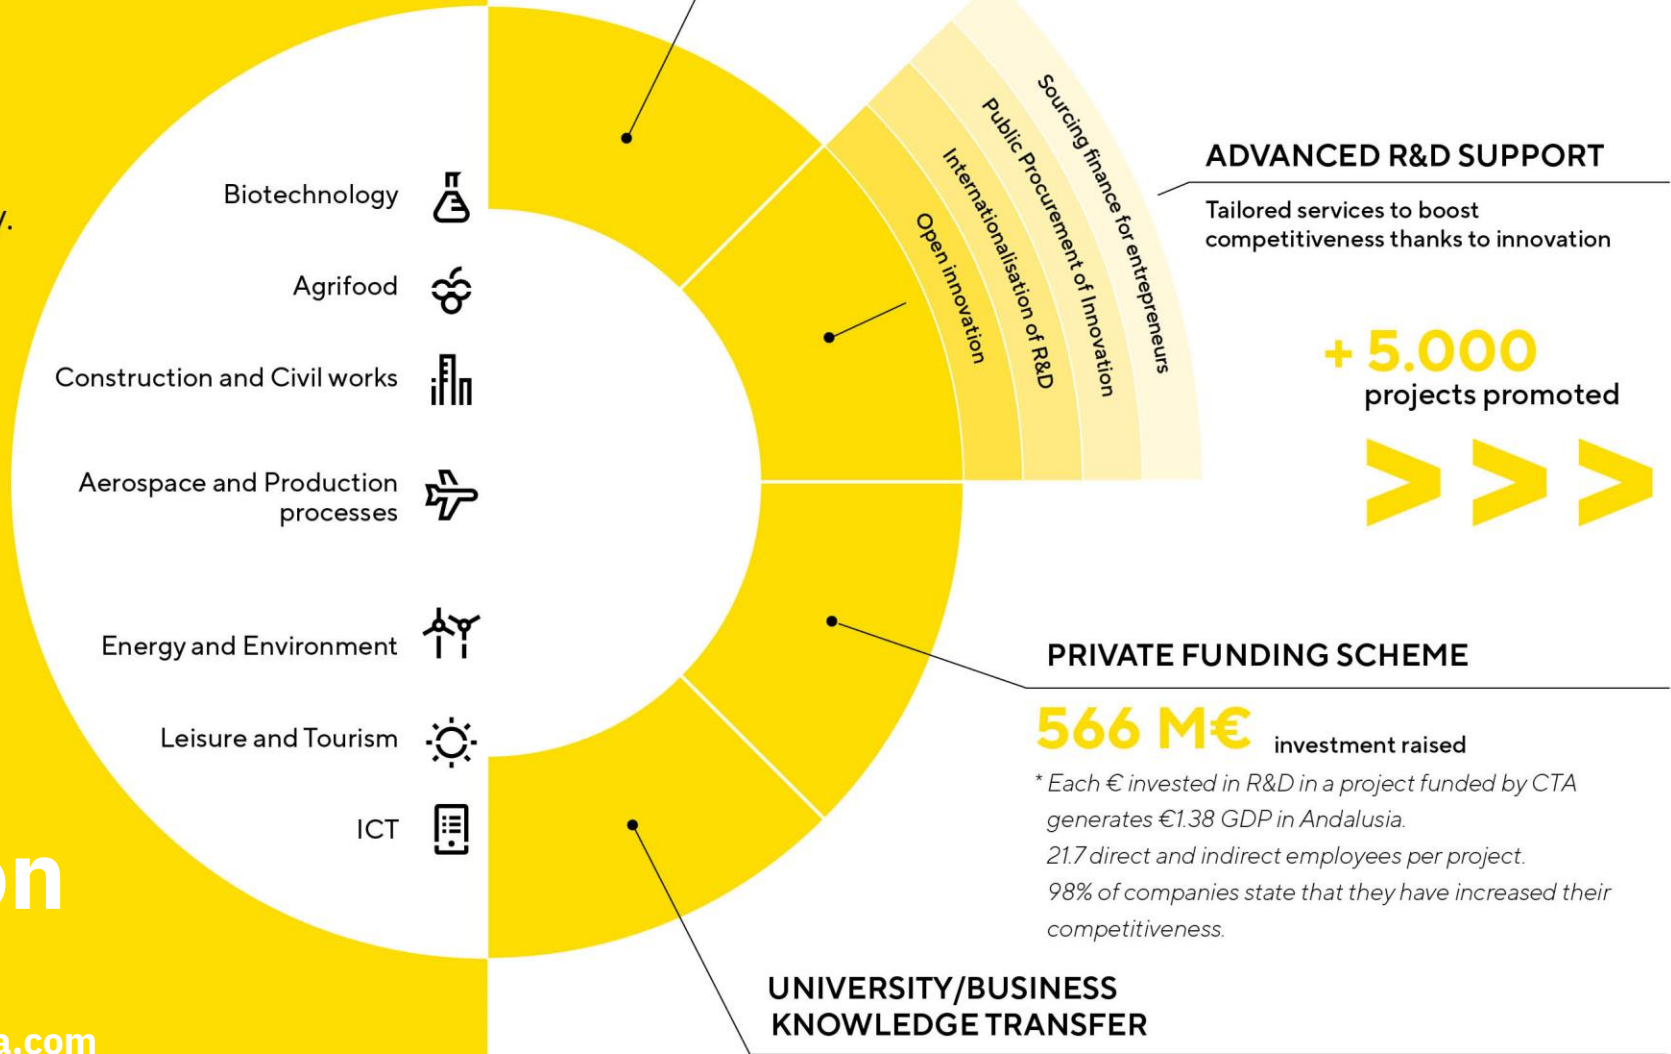 Biotechnology
Agrifood
Construction and Civil works
Aerospace and Production
processes
Energy and Environment
Leisure and Tourism
ICT
Open innovation
Internationalisation of R&D
Public Procurement of Innovation
Sourcing finance for entrepreneurs
ADVANCED R&D SUPPORT
Tailored services to boost
competitiveness thanks to innovation
+ 5.000
projects promoted
> > >
PRIVATE FUNDING SCHEME
566 M€ investment raised
* Each € invested in R&D in a project funded by CTA
generates €1.38 GDP in Andalusia.
21.7 direct and indirect employees per project.
98% of companies state that they have increased their
competitiveness.
UNIVERSITY/BUSINESS
KNOWLEDGE TRANSFER
on
a.com